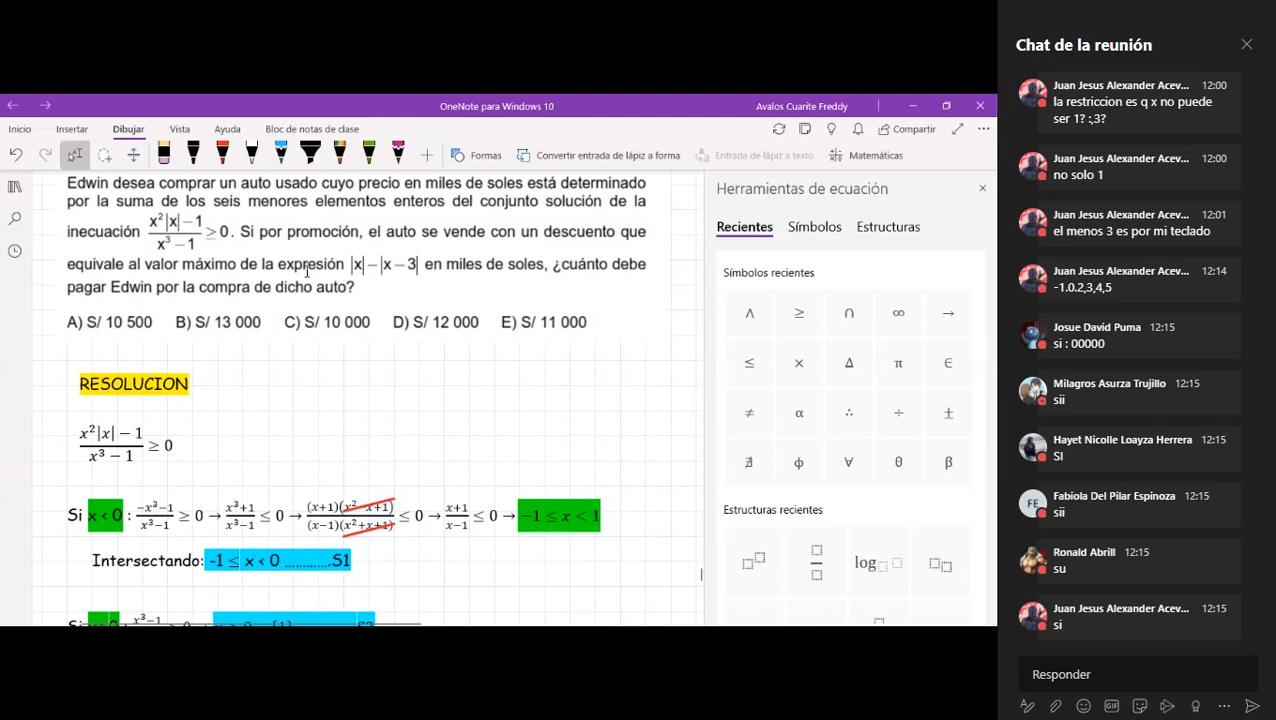 Chat de la reunión
OneNote para Windows 10
Avalos Cuarite Freddy
Inicio Insertar Dibujar Vista Ayuda Bloc de notas de clase
Compartir
Formas Convertir entrada de lápiz a forma Entrada de lápiz a texto Matemáticas
Edwin desea comprar un auto usado cuyo precio en miles de soles está determinado
por la suma de los seis menores elementos enteros del conjunto solución de la
inecuación (x²|x|−1)/(x³−1) ≥ 0. Si por promoción, el auto se vende con un descuento que
equivale al valor máximo de la expresión |x|−|x−3| en miles de soles, ¿cuánto debe
pagar Edwin por la compra de dicho auto?
A) S/ 10 500 B) S/ 13 000 C) S/ 10 000 D) S/ 12 000 E) S/ 11 000
RESOLUCION
(x²|x| − 1)/(x³ − 1) ≥ 0
Si x < 0 : (−x³−1)/(x³−1) ≥ 0 → (x³+1)/(x³−1) ≤ 0 → (x+1)(x²−x+1)/(x−1)(x²+x+1) ≤ 0 → (x+1)/(x−1) ≤ 0 → −1 ≤ x < 1
Intersectando: -1 ≤ x < 0 ………….S1
Herramientas de ecuación
Recientes Símbolos Estructuras
Símbolos recientes
Λ ≥ ∩ ∞ →
≤ × Δ π ∈
≠ α ∴ ÷ ±
∄ ϕ ∀ θ β
Estructuras recientes
log
Juan Jesus Alexander Acev... 12:00
la restriccion es q x no puede
ser 1? :,3?
Juan Jesus Alexander Acev... 12:00
no solo 1
Juan Jesus Alexander Acev... 12:01
el menos 3 es por mi teclado
Juan Jesus Alexander Acev... 12:14
-1.0.2,3,4,5
Josue David Puma 12:15
si : 00000
Milagros Asurza Trujillo 12:15
sii
Hayet Nicolle Loayza Herrera 12:15
SI
FE
Fabiola Del Pilar Espinoza 12:15
sii
Ronald Abril 12:15
su
Juan Jesus Alexander Acev... 12:15
si
Responder
GIF